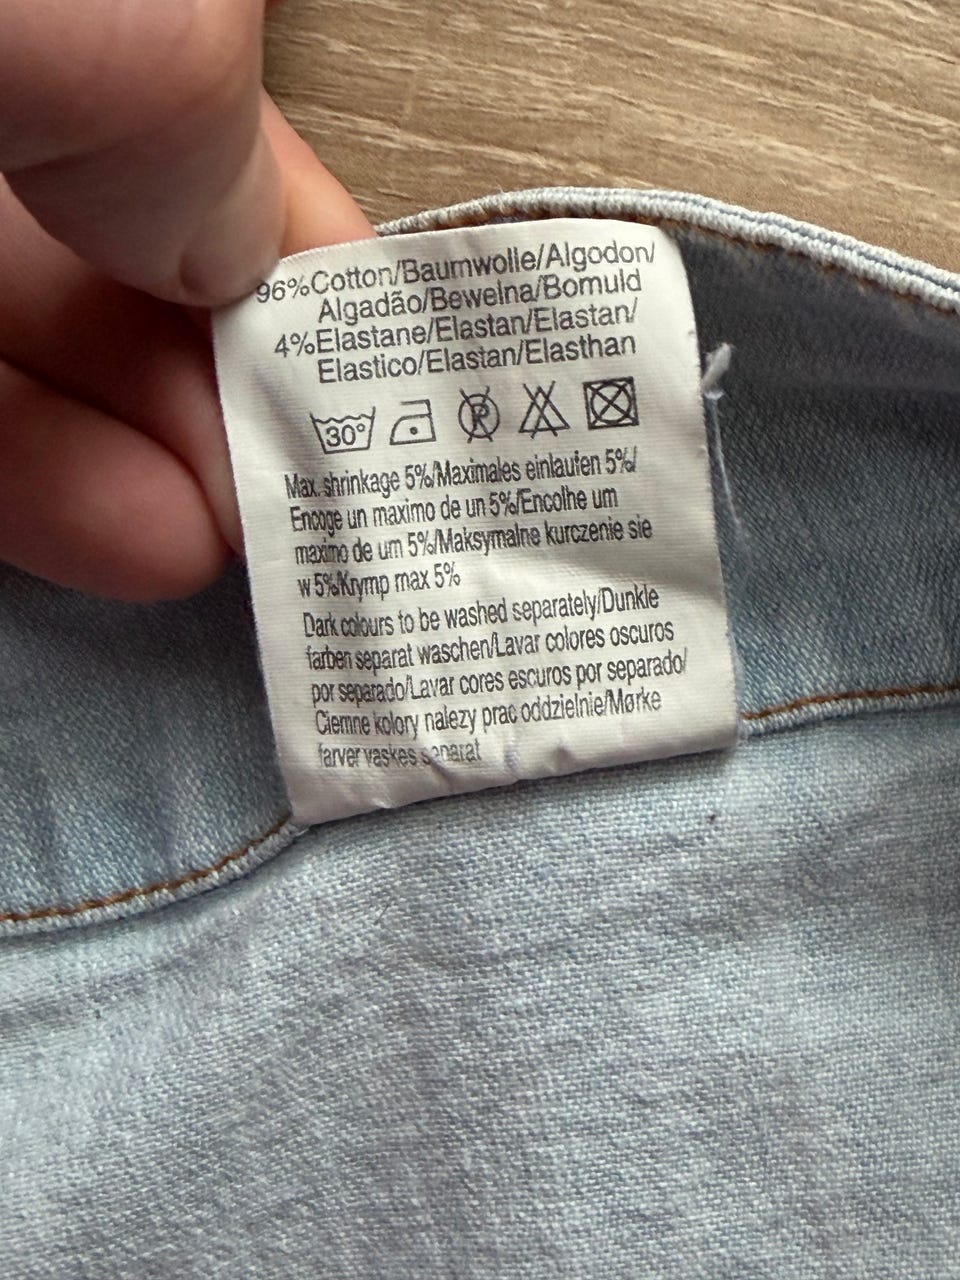 96%Cotton/Baumwolle/Algodon/
Algadão/Bewelna/Bomuld
4%Elastane/Elastan/Elastan/
Elastico/Elastan/Elasthan
30° P
Max. shrinkage 5%/Maximales einlaufen 5%/
Encoge un maximo de un 5%/Encolhe um
maximo de um 5%/Maksymalne kurczenie sie
w 5%/Krymp max 5%
Dark colours to be washed separately/Dunkle
farben separat waschen/Lavar colores oscuros
por separado/Lavar cores escuros por separado/
Ciemne kolory nalezy prac oddzielnie/Mørke
farver vaskes separat